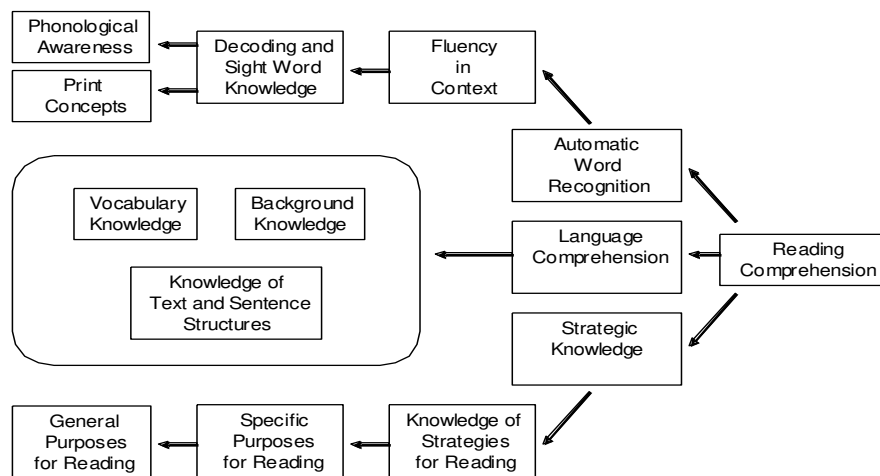 Phonological
Awareness
Print
Concepts
Decoding and
Sight Word
Knowledge
Fluency
in
Context
Automatic
Word
Recognition
Vocabulary
Knowledge
Background
Knowledge
Knowledge of
Text and Sentence
Structures
Language
Comprehension
Reading
Comprehension
Strategic
Knowledge
General
Purposes
for Reading
Specific
Purposes
for Reading
Knowledge of
Strategies
for Reading